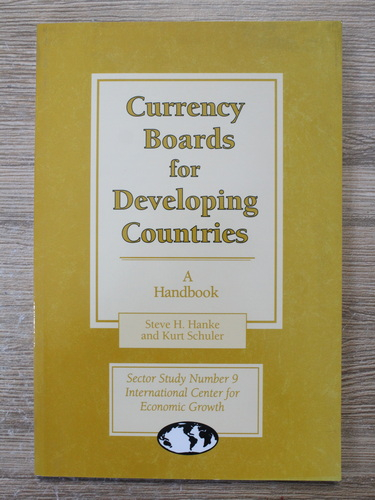 Currency
Boards
for
Developing
Countries
A
Handbook
Steve H. Hanke
and Kurt Schuler
Sector Study Number 9
International Center for
Economic Growth